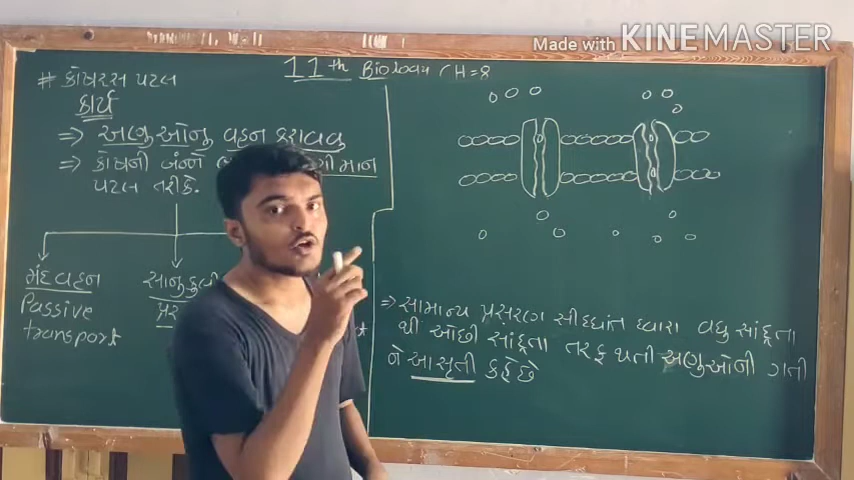 Made with KINEMASTER
11th Biology CH=8
# કોષરસ પટલ
કાર્ય
⇒ અણુઓનુ વહન કરાવવુ
⇒ કોષની બંન્ને
પટલ તરીકે.
મંદવહન
Passive
transport
સાનુકુલી
પ્ર
⇒ સામાન્ય પ્રસરણ સીદ્ધાંત દ્વારા વધુ સાંદ્રતા
થી ઓછી સાંદ્રતા તરફ થતી અણુઓની ગતી
ને આસૃતી કહેછે